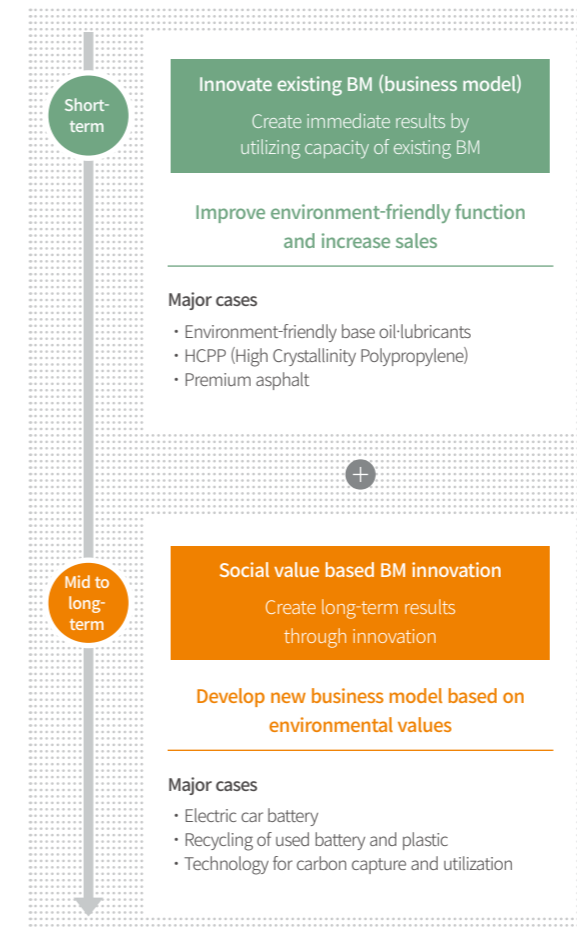 Short-
term
Innovate existing BM (business model)
Create immediate results by
utilizing capacity of existing BM
Improve environment-friendly function
and increase sales
Major cases
・Environment-friendly base oil·lubricants
・HCPP (High Crystallinity Polypropylene)
・Premium asphalt
+
Mid to
long-
term
Social value based BM innovation
Create long-term results
through innovation
Develop new business model based on
environmental values
Major cases
・Electric car battery
・Recycling of used battery and plastic
・Technology for carbon capture and utilization